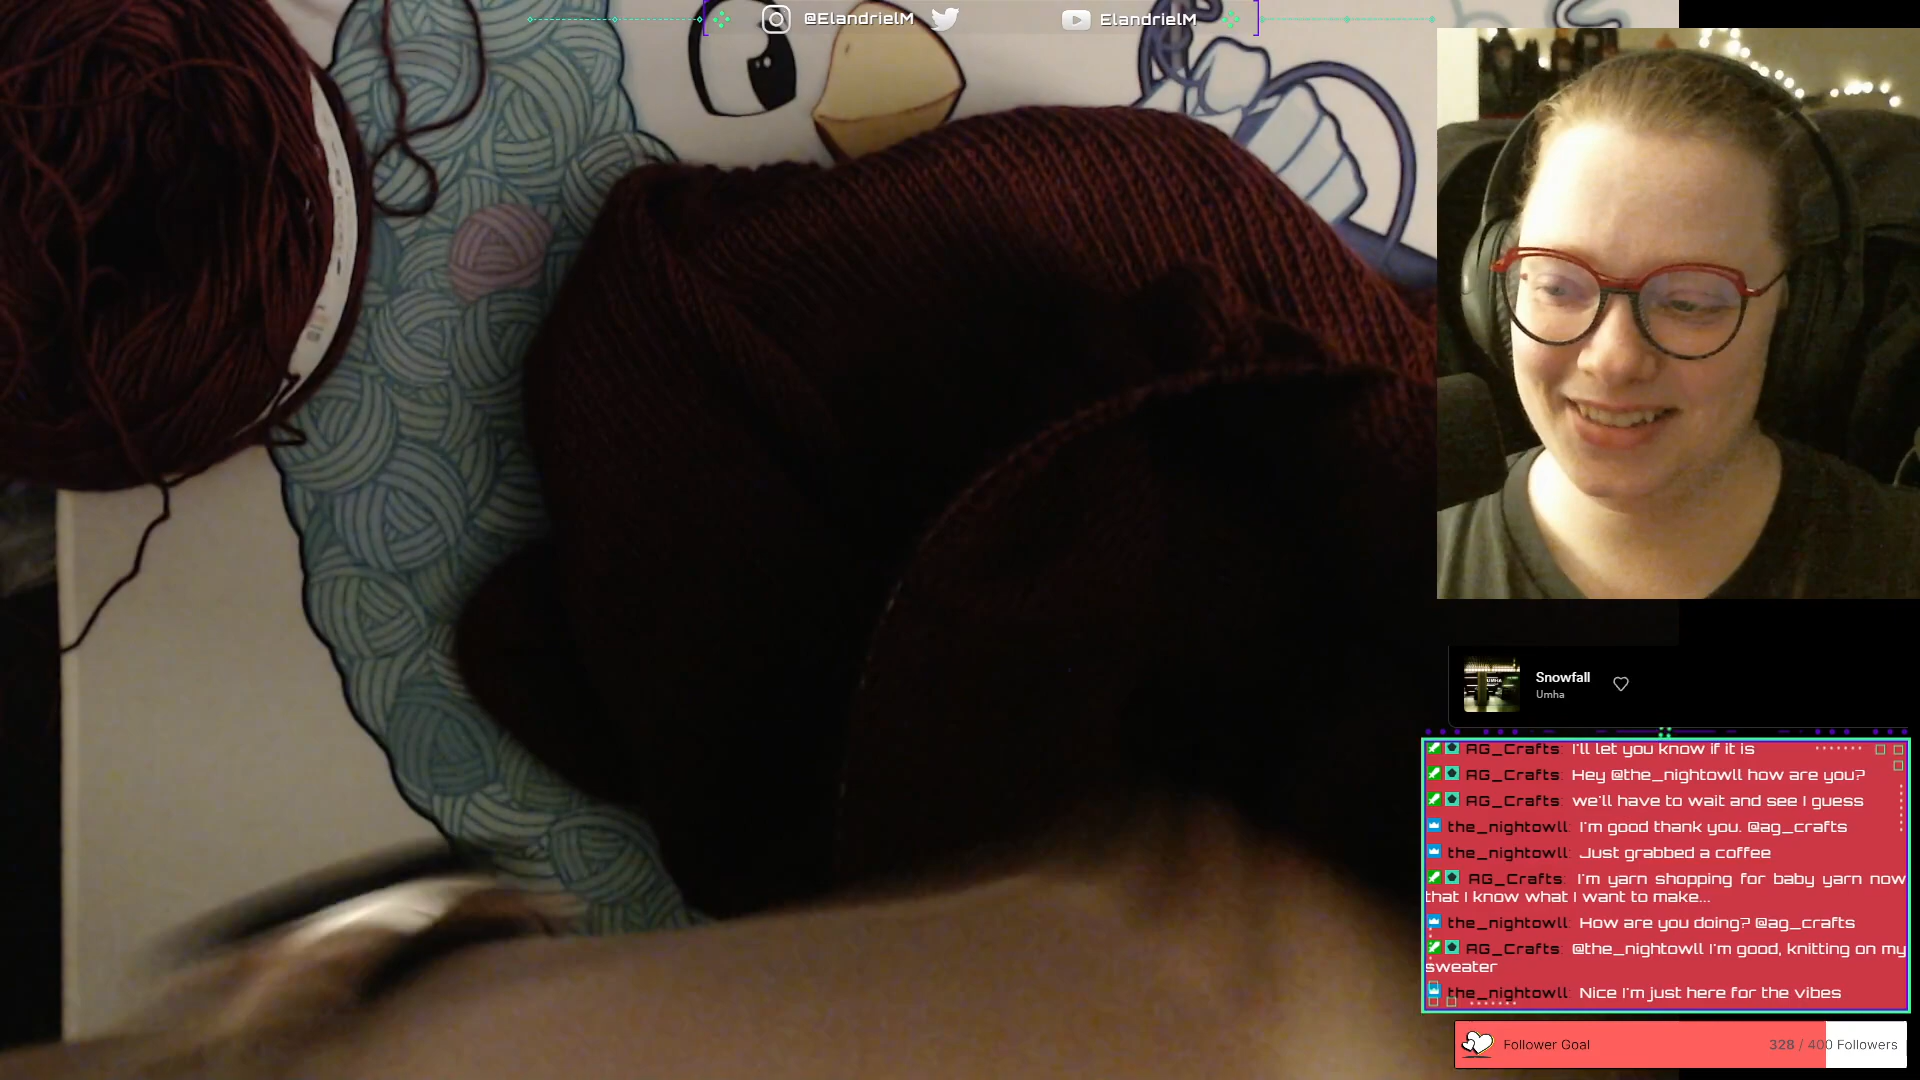 @ElandrielM
ElandrielM
Snowfall
Umha
AG_Crafts: I'll let you know if it is
AG_Crafts: Hey @the_nightowll how are you?
AG_Crafts: we'll have to wait and see I guess
the_nightowll: I'm good thank you. @ag_crafts
the_nightowll: Just grabbed a coffee
AG_Crafts: I'm yarn shopping for baby yarn now
that I know what I want to make...
the_nightowll: How are you doing? @ag_crafts
AG_Crafts: @the_nightowll I'm good, knitting on my
sweater
the_nightowll: Nice I'm just here for the vibes
Follower Goal 328 / 400 Followers